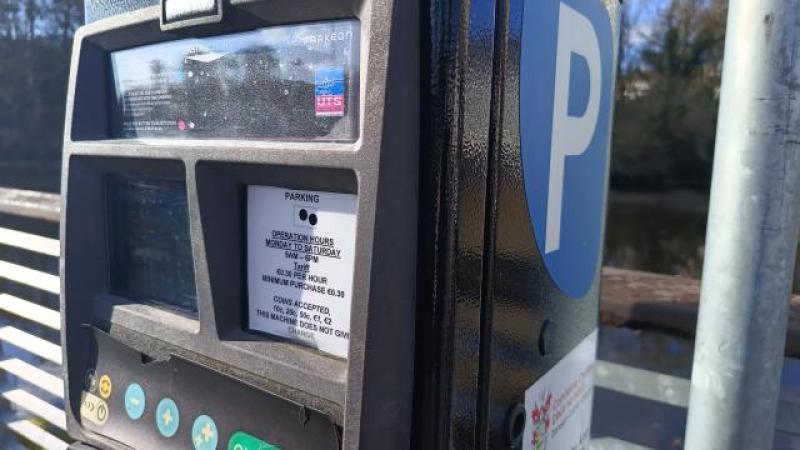 PARKEON
UTS
P
PARKING
OPERATION HOURS
MONDAY TO SATURDAY
9AM – 6PM
Tariff
€0.30 PER HOUR
MINIMUM PURCHASE €0.30
COINS ACCEPTED,
10c, 20c, 50c, €1, €2
THIS MACHINE DOES NOT GIVE
CHANGE